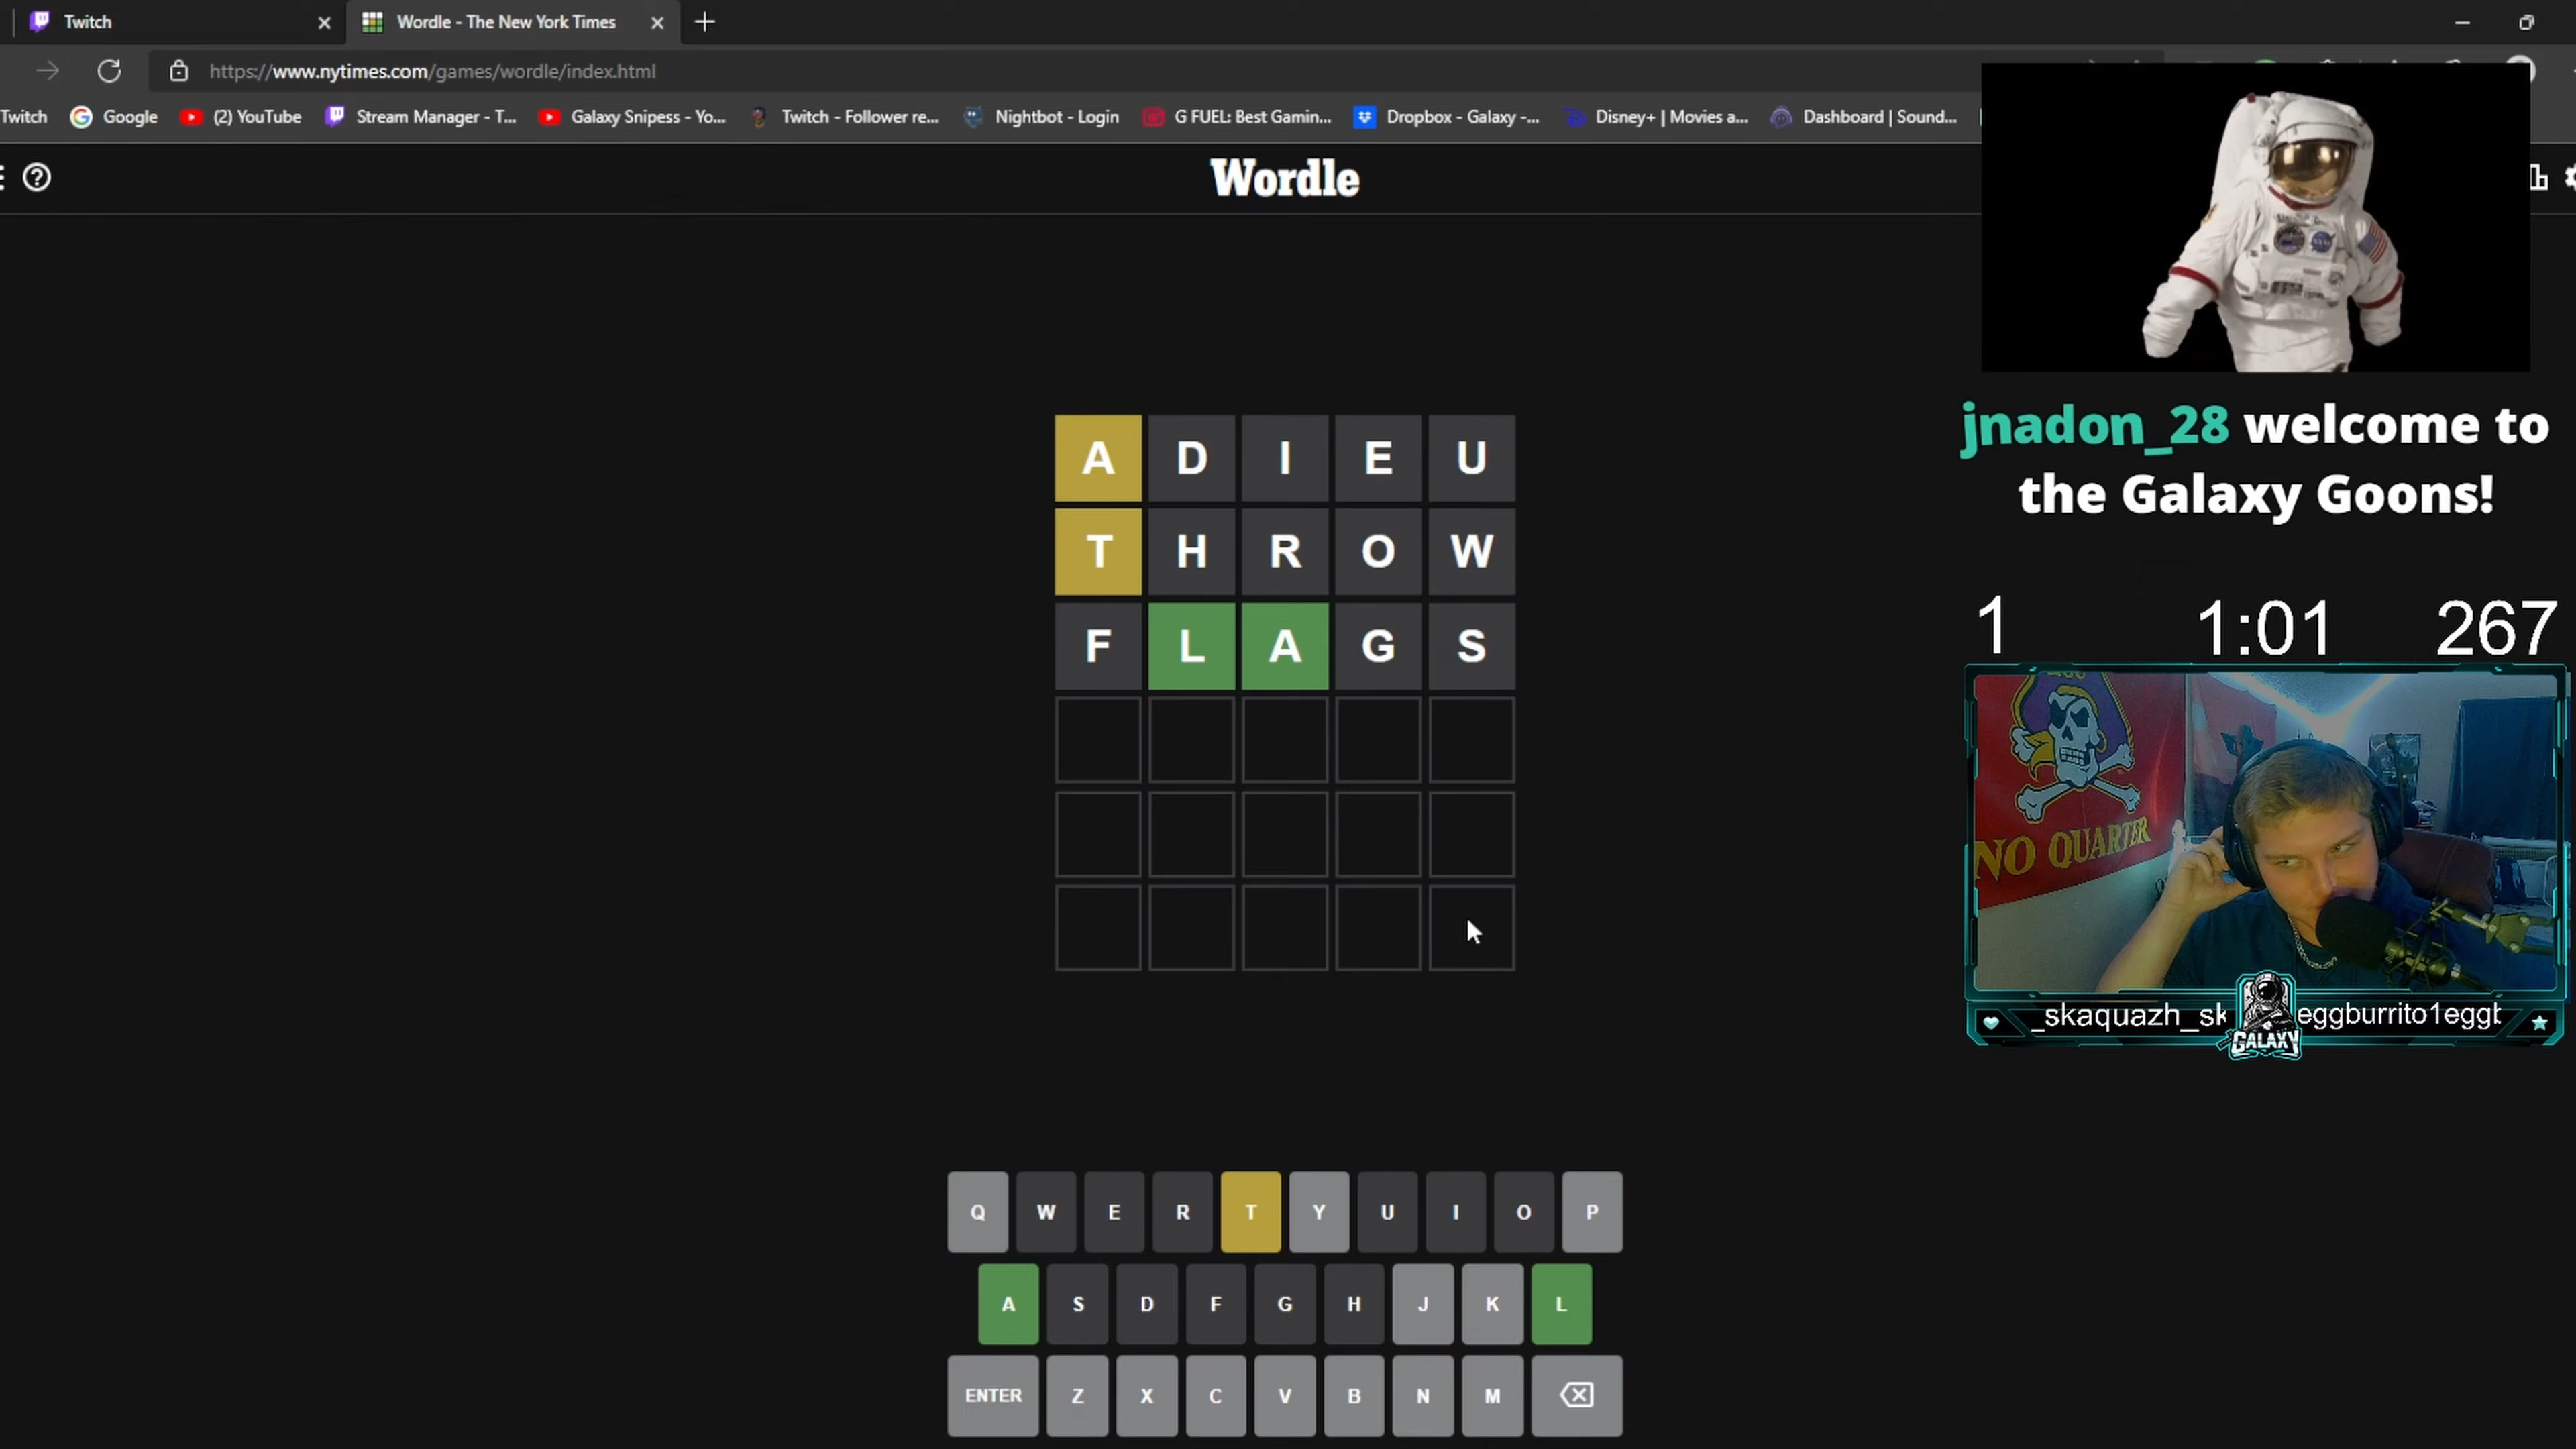 Twitch
Wordle - The New York Times
https://www.nytimes.com/games/wordle/index.html
Twitch Google (2) YouTube Stream Manager - T... Galaxy Snipess - Yo... Twitch - Follower re... Nightbot - Login G FUEL: Best Gamin... Dropbox - Galaxy -... Disney+ | Movies a... Dashboard | Sound...
Wordle
A D I E U
T H R O W
F L A G S
jnadon_28 welcome to
the Galaxy Goons!
1 1:01 267
NO QUARTER
_skaquazh_sk eggburrito1eggb
GALAXY
Q W E R T Y U I O P
A S D F G H J K L
ENTER Z X C V B N M